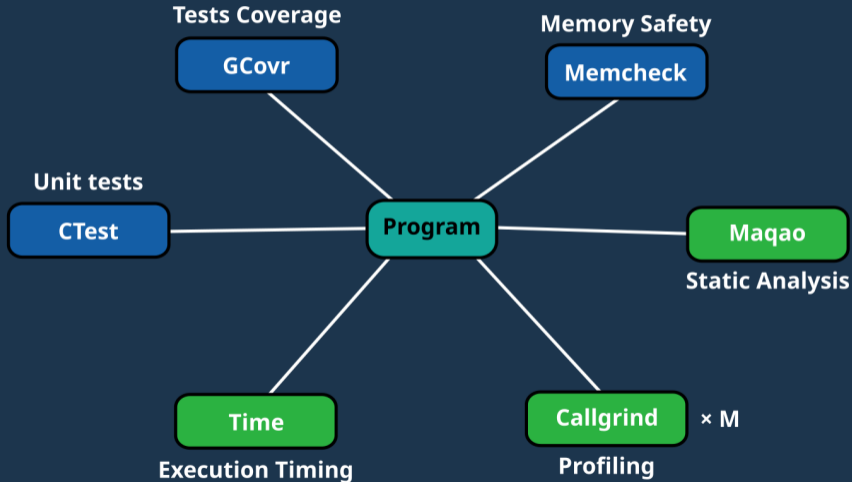 Tests Coverage
GCovr
Memory Safety
Memcheck
Unit tests
CTest
Program
Maqao
Static Analysis
Time
Execution Timing
Callgrind
× M
Profiling